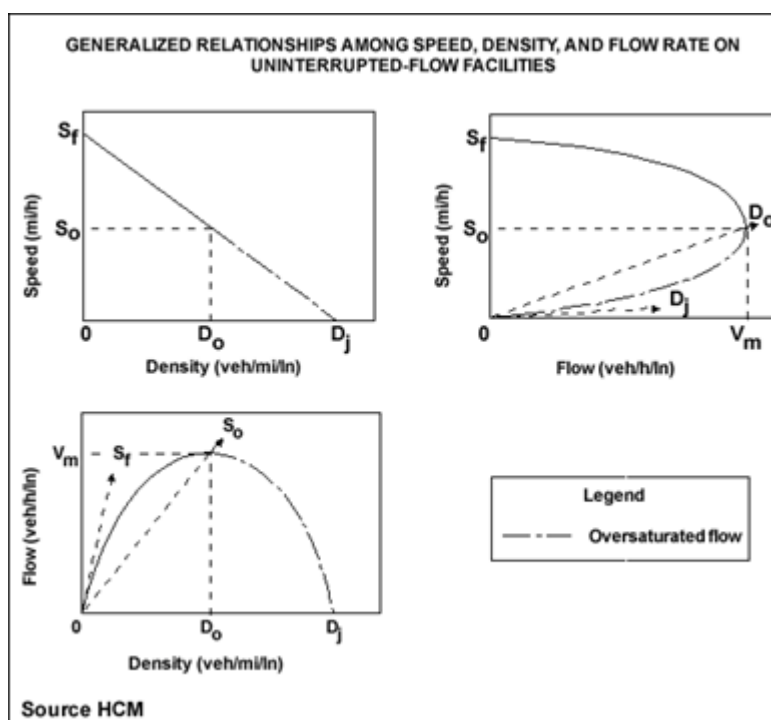 GENERALIZED RELATIONSHIPS AMONG SPEED, DENSITY, AND FLOW RATE ON
UNINTERRUPTED-FLOW FACILITIES
Sf
So
Speed (mi/h)
0
Do
Dj
Density (veh/mi/ln)
Sf
So
Speed (mi/h)
Do
Dj
0
Vm
Flow (veh/h/ln)
Vm
Sf
So
Flow (veh/h/ln)
0
Do
Dj
Density (veh/mi/ln)
Legend
Oversaturated flow
Source HCM